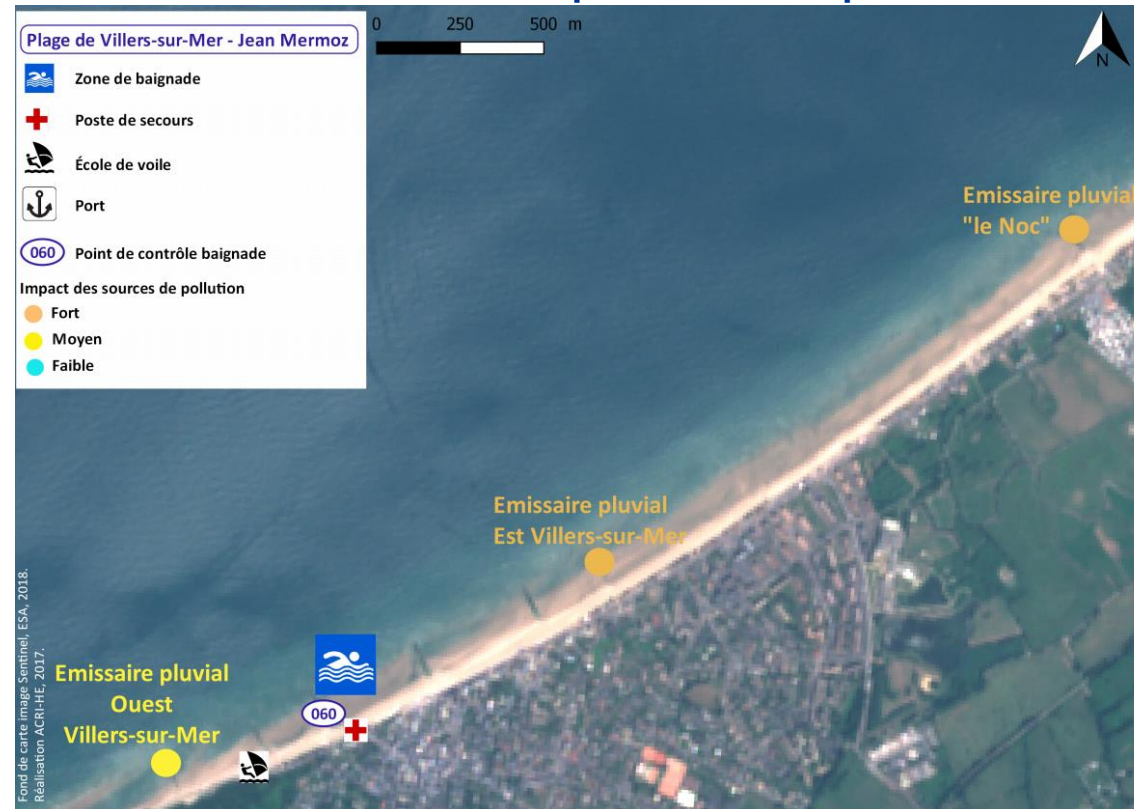 Plage de Villers-sur-Mer - Jean Mermoz
Zone de baignade
Poste de secours
École de voile
Port
060 Point de contrôle baignade
Impact des sources de pollution
Fort
Moyen
Faible
0 250 500 m
N
Emissaire pluvial
"le Noc"
Emissaire pluvial
Est Villers-sur-Mer
Emissaire pluvial
Ouest
Villers-sur-Mer
060
Fond de carte image Sentinel, ESA, 2018.
Réalisation ACRI-HE, 2017.